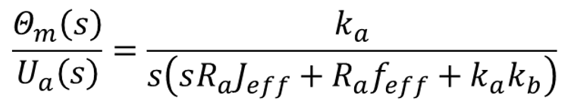 Θ_m(s)/U_a(s) = k_a/(s(sR_aJ_eff + R_af_eff + k_ak_b))